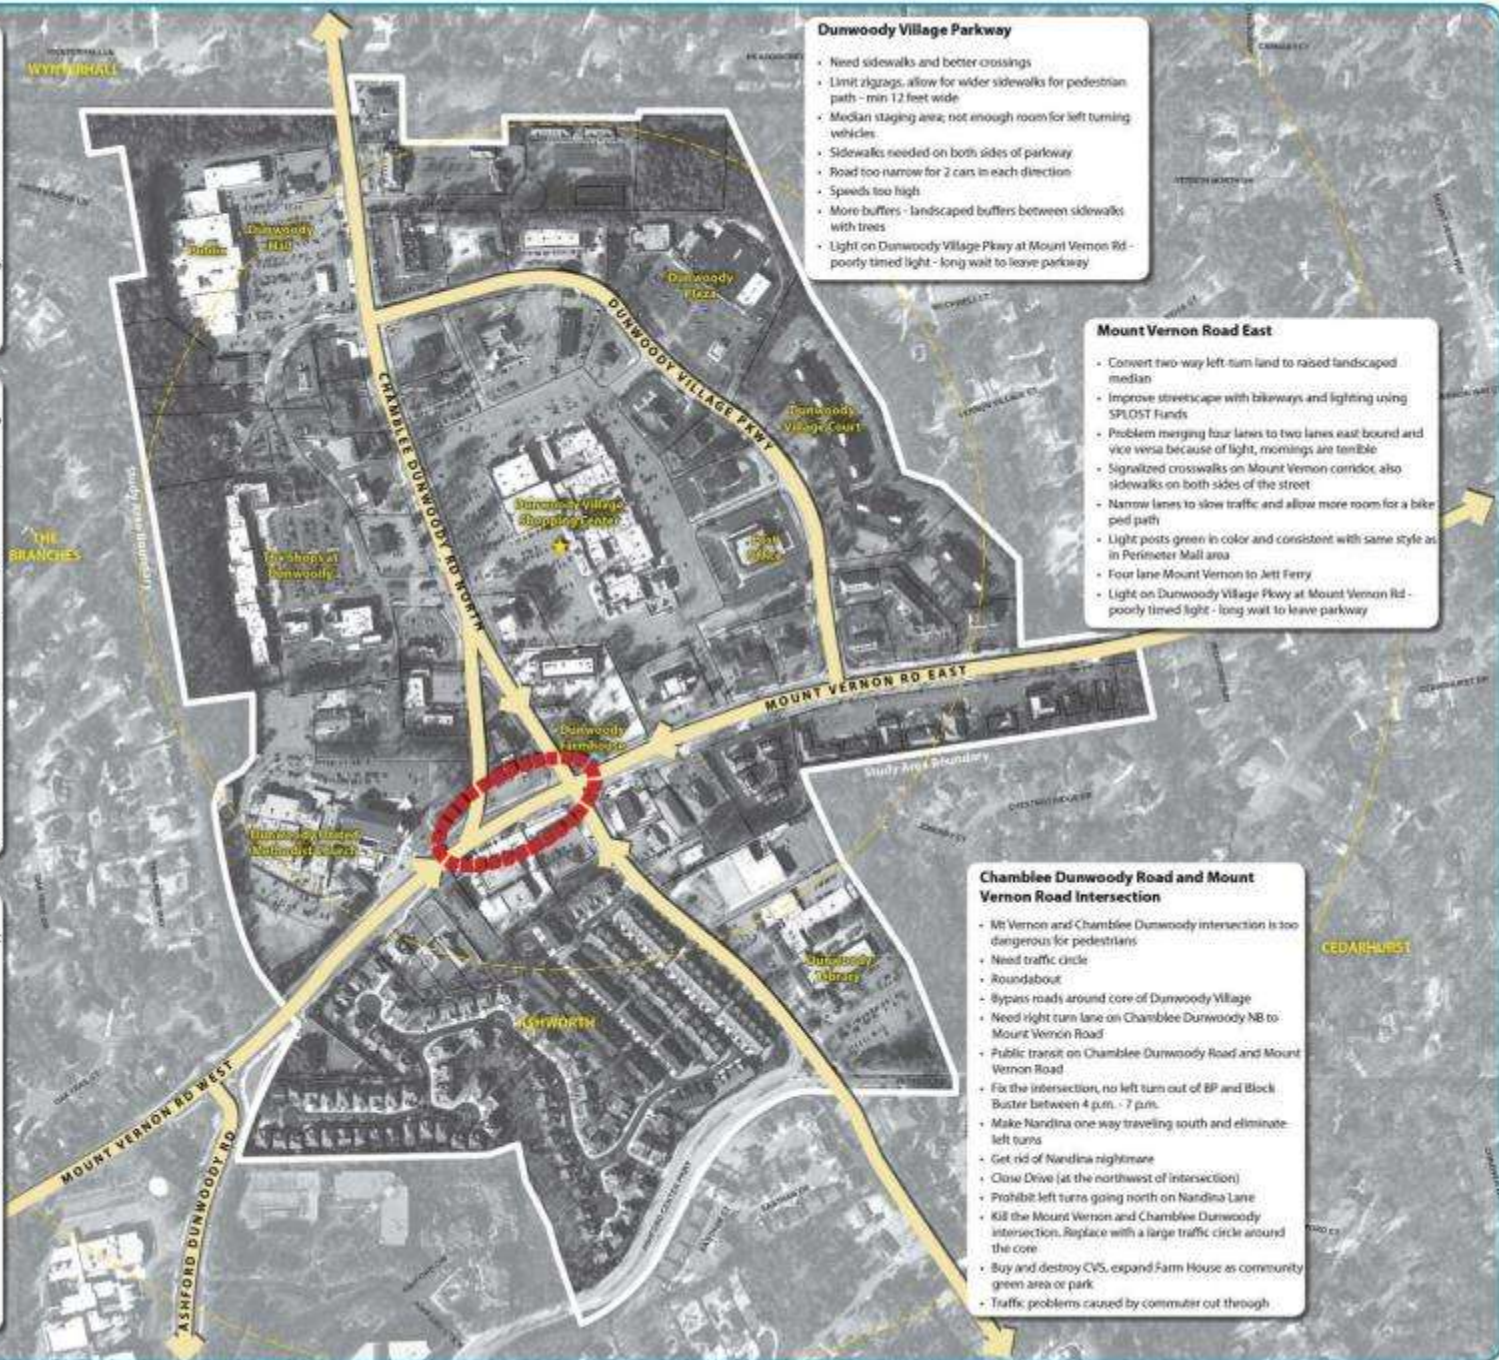 WYNTERHALL
Dunwoody Village Parkway
• Need sidewalks and better crossings
• Limit zigzags, allow for wider sidewalks for pedestrian
path - min 12 feet wide
• Median staging area; not enough room for left turning
vehicles
• Sidewalks needed on both sides of parkway
• Road too narrow for 2 cars in each direction
• Speeds too high
• More buffers - landscaped buffers between sidewalks
with trees
• Light on Dunwoody Village Pkwy at Mount Vernon Rd -
poorly timed light - long wait to leave parkway
Publix
Dunwoody
Hall
Dunwoody
Plaza
DUNWOODY VILLAGE PKWY
CHAMBLEE DUNWOODY RD NORTH
Mount Vernon Road East
• Convert two-way left-turn land to raised landscaped
median
• Improve streetscape with bikeways and lighting using
SPLOST Funds
• Problem merging four lanes to two lanes east bound and
vice versa because of light, mornings are terrible
• Signalized crosswalks on Mount Vernon corridor, also
sidewalks on both sides of the street
• Narrow lanes to slow traffic and allow more room for a bike
ped path
• Light posts green in color and consistent with same style as
in Perimeter Mall area
• Four lane Mount Vernon to Jett Ferry
• Light on Dunwoody Village Pkwy at Mount Vernon Rd -
poorly timed light - long wait to leave parkway
Dunwoody
Village Court
Dunwoody Village
Shopping Center
Post
Office
THE
BRANCHES
The Shops at
Dunwoody
Study Area Boundary
MOUNT VERNON RD EAST
Dunwoody
Farmhouse
Study Area Boundary
Dunwoody United
Methodist Church
Chamblee Dunwoody Road and Mount
Vernon Road Intersection
• Mt Vernon and Chamblee Dunwoody intersection is too
dangerous for pedestrians
• Need traffic circle
• Roundabout
• Bypass roads around core of Dunwoody Village
• Need right turn lane on Chamblee Dunwoody NB to
Mount Vernon Road
• Public transit on Chamblee Dunwoody Road and Mount
Vernon Road
• Fix the intersection, no left turn out of BP and Block
Buster between 4 p.m. - 7 p.m.
• Make Nandina one way traveling south and eliminate
left turns
• Get rid of Nandina nightmare
• Close Drive (at the northwest of intersection)
• Prohibit left turns going north on Nandina Lane
• Kill the Mount Vernon and Chamblee Dunwoody
intersection. Replace with a large traffic circle around
the core
• Buy and destroy CVS, expand Farm House as community
green area or park
• Traffic problems caused by commuter cut through
CEDARHURST
Dunwoody
Library
ASHWORTH
MOUNT VERNON RD WEST
ASHFORD DUNWOODY RD
ASHFORD CENTER PKWY